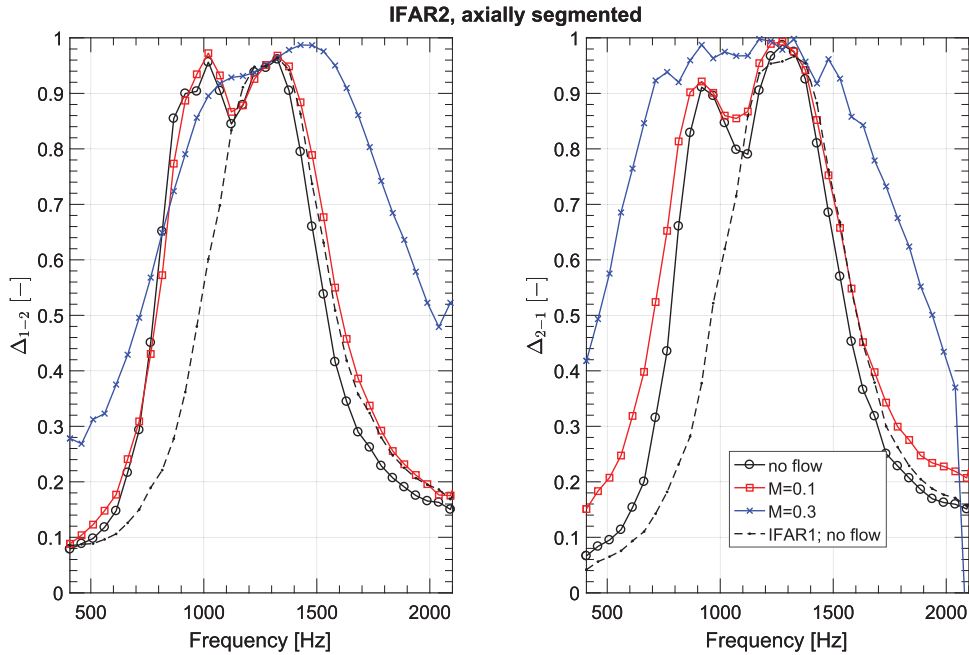 IFAR2, axially segmented
1
0.9
0.8
0.7
0.6
0.5
0.4
0.3
0.2
0.1
0
Δ1−2 [−]
500 1000 1500 2000
Frequency [Hz]
1
0.9
0.8
0.7
0.6
0.5
0.4
0.3
0.2
0.1
0
Δ2−1 [−]
500 1000 1500 2000
Frequency [Hz]
no flow
M=0.1
M=0.3
IFAR1; no flow